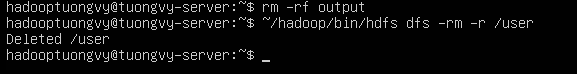 hadooptuongvy@tuongvy-server:~$ rm -rf output
hadooptuongvy@tuongvy-server:~$ ~/hadoop/bin/hdfs dfs -rm -r /user
Deleted /user
hadooptuongvy@tuongvy-server:~$ _